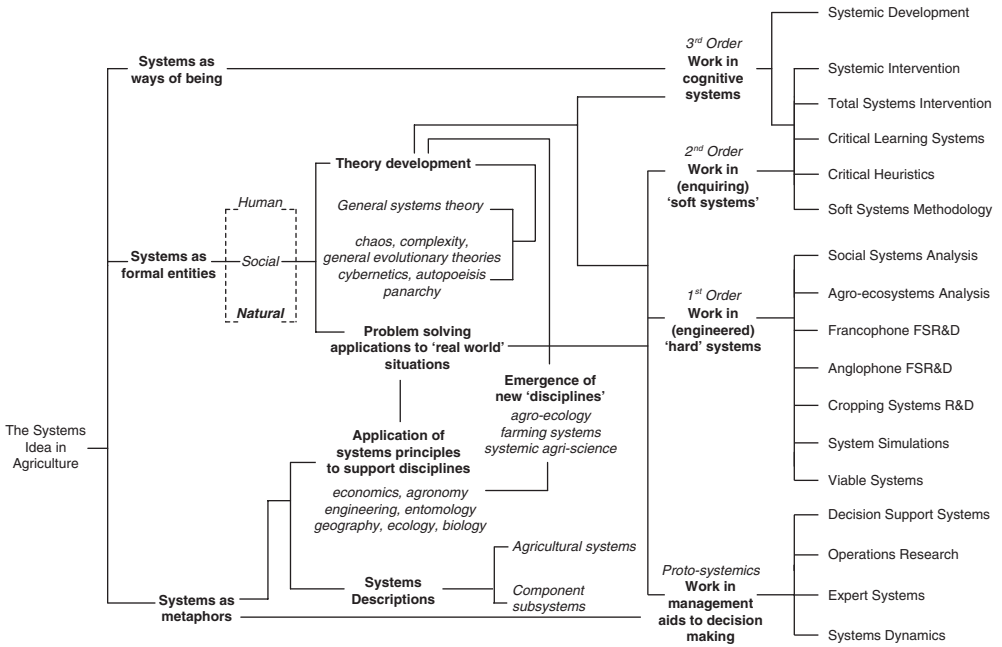 The Systems
Idea in
Agriculture
Systems as
ways of being
Systems as
formal entities
Systems as
metaphors
Human
Social
Natural
Theory development
General systems theory
chaos, complexity,
general evolutionary theories
cybernetics, autopoeisis
panarchy
Problem solving
applications to ‘real world’
situations
Emergence of
new ‘disciplines’
agro-ecology
farming systems
systemic agri-science
Application of
systems principles
to support disciplines
economics, agronomy
engineering, entomology
geography, ecology, biology
Systems
Descriptions
Agricultural systems
Component
subsystems
3rd Order
Work in
cognitive
systems
2nd Order
Work in
(enquiring)
‘soft systems’
1st Order
Work in
(engineered)
‘hard’ systems
Proto-systemics
Work in
management
aids to decision
making
Systemic Development
Systemic Intervention
Total Systems Intervention
Critical Learning Systems
Critical Heuristics
Soft Systems Methodology
Social Systems Analysis
Agro-ecosystems Analysis
Francophone FSR&D
Anglophone FSR&D
Cropping Systems R&D
System Simulations
Viable Systems
Decision Support Systems
Operations Research
Expert Systems
Systems Dynamics